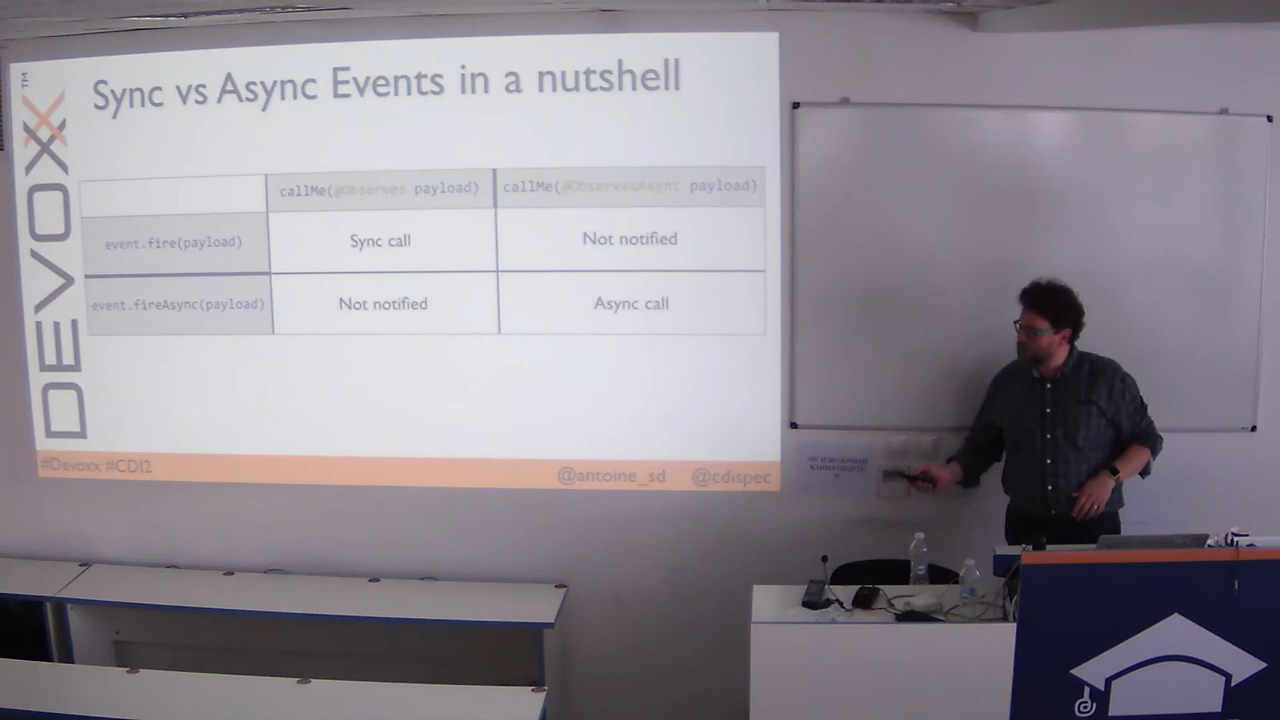 DEVOXX™
Sync vs Async Events in a nutshell
callMe(@Observes payload) callMe(@ObservesAsync payload)
event.fire(payload) Sync call Not notified
event.fireAsync(payload) Not notified Async call
#Devoxx #CDI2 @antoine_sd @cdispec